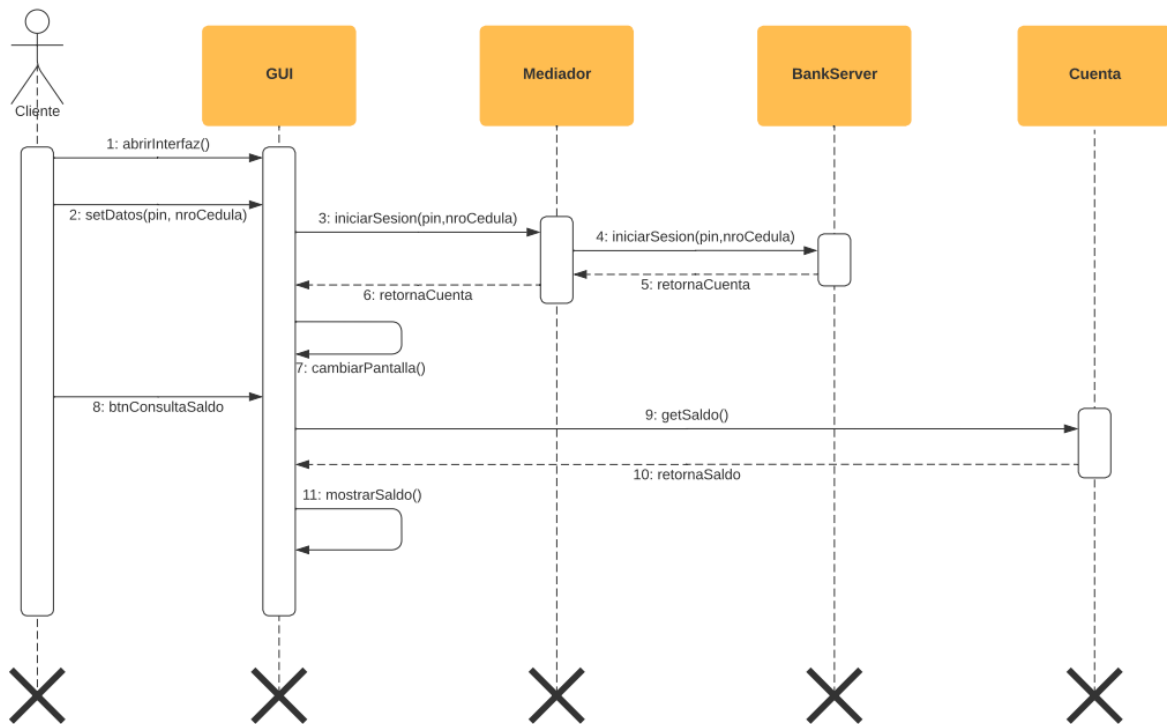 Cliente
GUI
Mediador
BankServer
Cuenta
1: abrirInterfaz()
2: setDatos(pin, nroCedula)
3: iniciarSesion(pin,nroCedula)
4: iniciarSesion(pin,nroCedula)
5: retornaCuenta
6: retornaCuenta
7: cambiarPantalla()
8: btnConsultaSaldo
9: getSaldo()
10: retornaSaldo
11: mostrarSaldo()